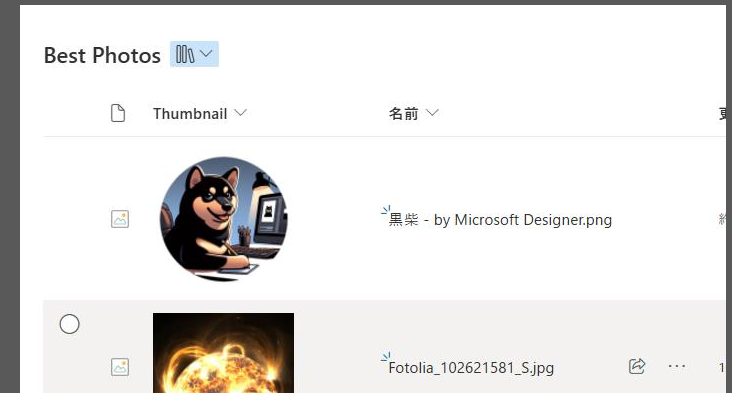 Best Photos
Thumbnail 名前
黒柴 - by Microsoft Designer.png
Fotolia_102621581_S.jpg